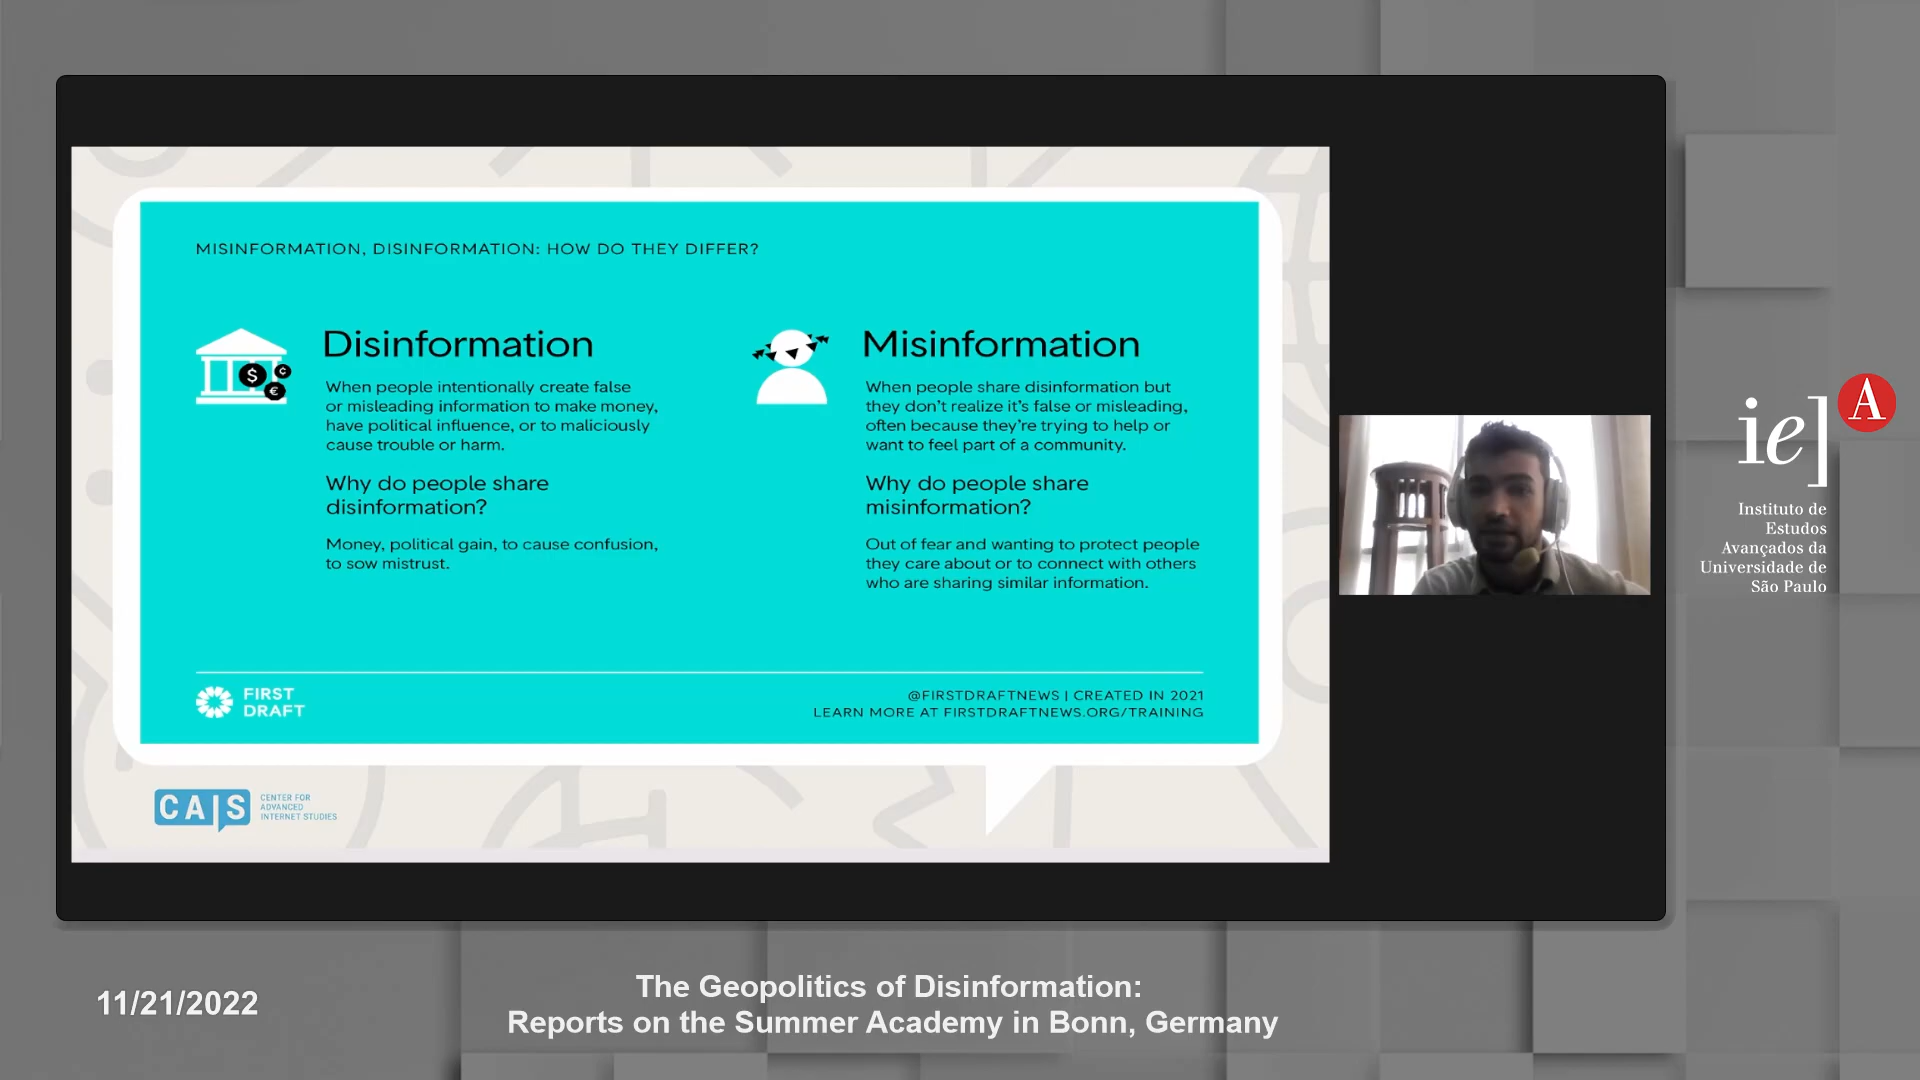 MISINFORMATION, DISINFORMATION: HOW DO THEY DIFFER?
Disinformation
When people intentionally create false
or misleading information to make money,
have political influence, or to maliciously
cause trouble or harm.
Why do people share
disinformation?
Money, political gain, to cause confusion,
to sow mistrust.
$
¢
€
Misinformation
When people share disinformation but
they don't realize it's false or misleading,
often because they're trying to help or
want to feel part of a community.
Why do people share
misinformation?
Out of fear and wanting to protect people
they care about or to connect with others
who are sharing similar information.
FIRST
DRAFT
@FIRSTDRAFTNEWS | CREATED IN 2021
LEARN MORE AT FIRSTDRAFTNEWS.ORG/TRAINING
CAIS
CENTER FOR
ADVANCED
INTERNET STUDIES
ie] A
Instituto de
Estudos
Avançados da
Universidade de
São Paulo
11/21/2022
The Geopolitics of Disinformation:
Reports on the Summer Academy in Bonn, Germany